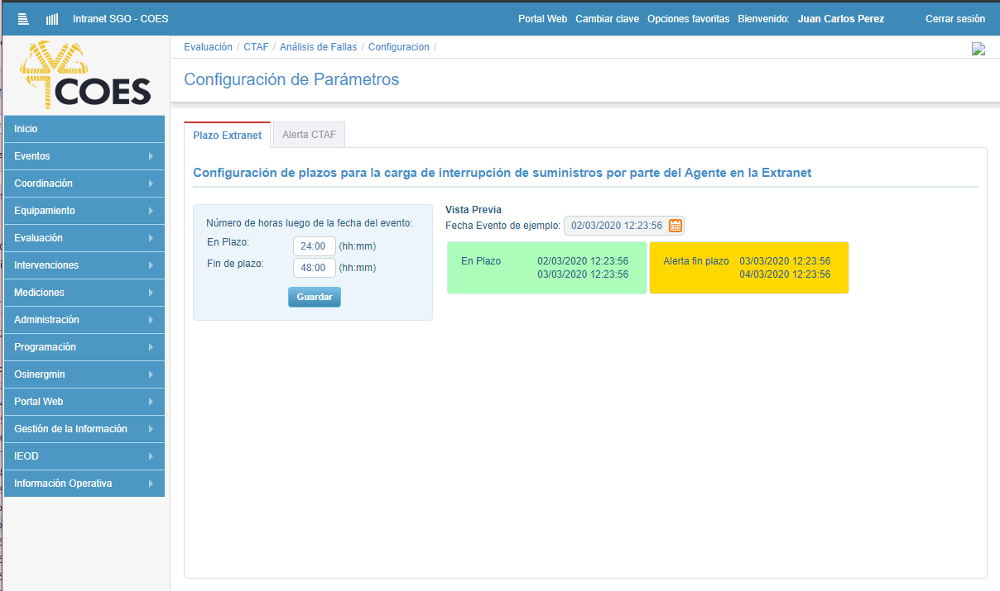 Intranet SGO - COES
Portal Web Cambiar clave Opciones favoritas Bienvenido: Juan Carlos Perez Cerrar sesión
COES
Evaluación / CTAF / Análisis de Fallas / Configuracion /
Configuración de Parámetros
Inicio
Eventos
Coordinación
Equipamiento
Evaluación
Intervenciones
Mediciones
Administración
Programación
Osinergmin
Portal Web
Gestión de la Información
IEOD
Información Operativa
Plazo Extranet
Alerta CTAF
Configuración de plazos para la carga de interrupción de suministros por parte del Agente en la Extranet
Número de horas luego de la fecha del evento:
En Plazo: 24:00 (hh:mm)
Fin de plazo: 48:00 (hh:mm)
Guardar
Vista Previa
Fecha Evento de ejemplo: 02/03/2020 12:23:56
En Plazo 02/03/2020 12:23:56
03/03/2020 12:23:56
Alerta fin plazo 03/03/2020 12:23:56
04/03/2020 12:23:56